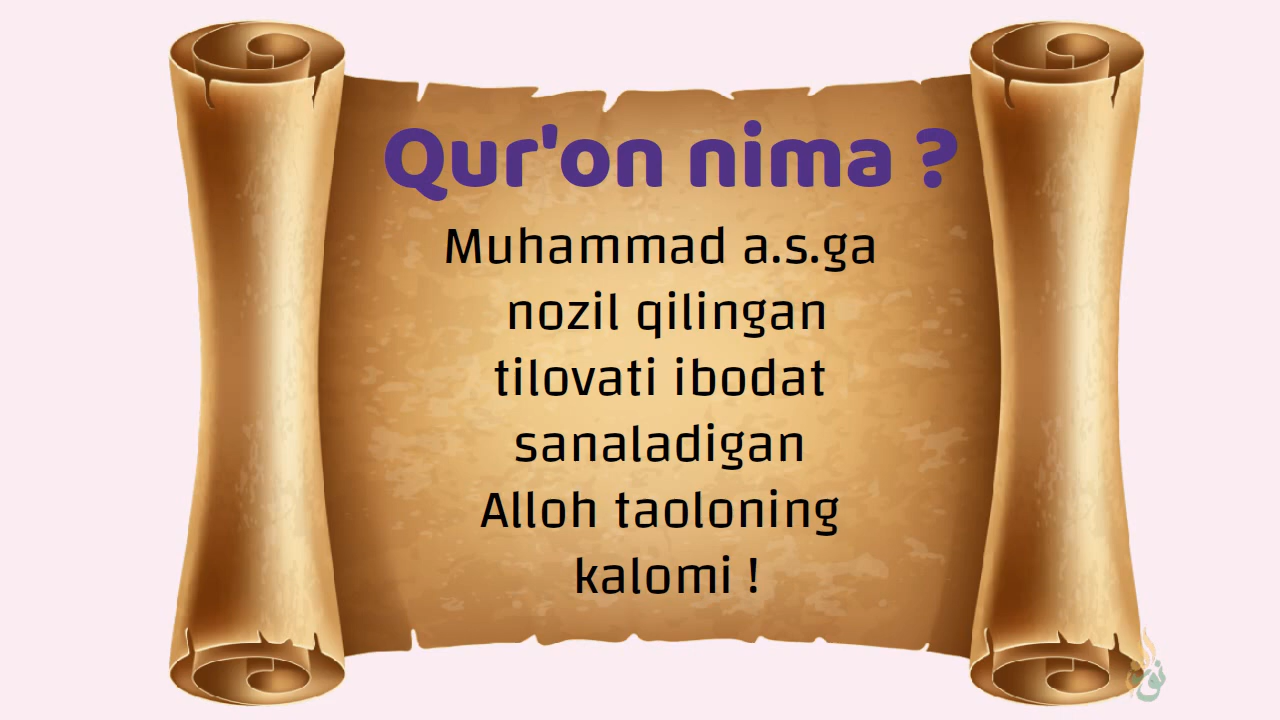 Qur'on nima ?
Muhammad a.s.ga
nozil qilingan
tilovati ibodat
sanaladigan
Alloh taoloning
kalomi !